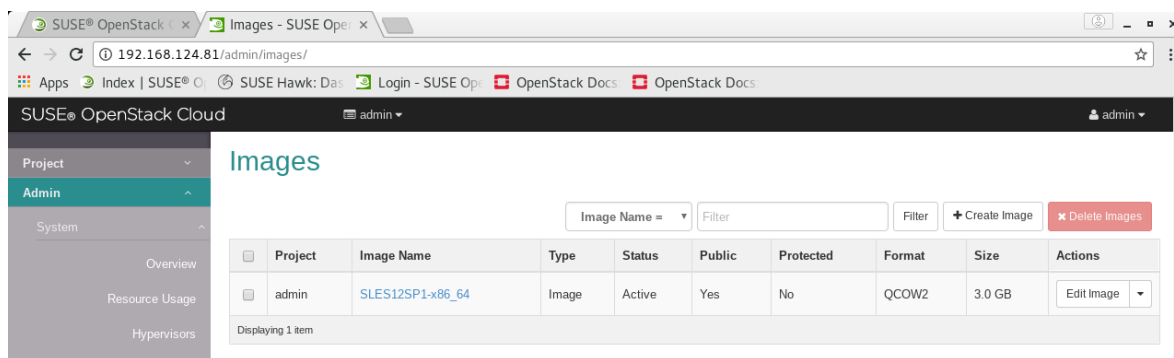 SUSE® OpenStack C
Images - SUSE Ope
192.168.124.81/admin/images/
Apps Index | SUSE® O SUSE Hawk: Das Login - SUSE Ope OpenStack Docs: OpenStack Docs:
SUSE® OpenStack Cloud admin admin
Project
Admin
System
Overview
Resource Usage
Hypervisors
Images
Image Name = Filter Filter + Create Image × Delete Images
Project Image Name Type Status Public Protected Format Size Actions
admin SLES12SP1-x86_64 Image Active Yes No QCOW2 3.0 GB Edit Image
Displaying 1 item